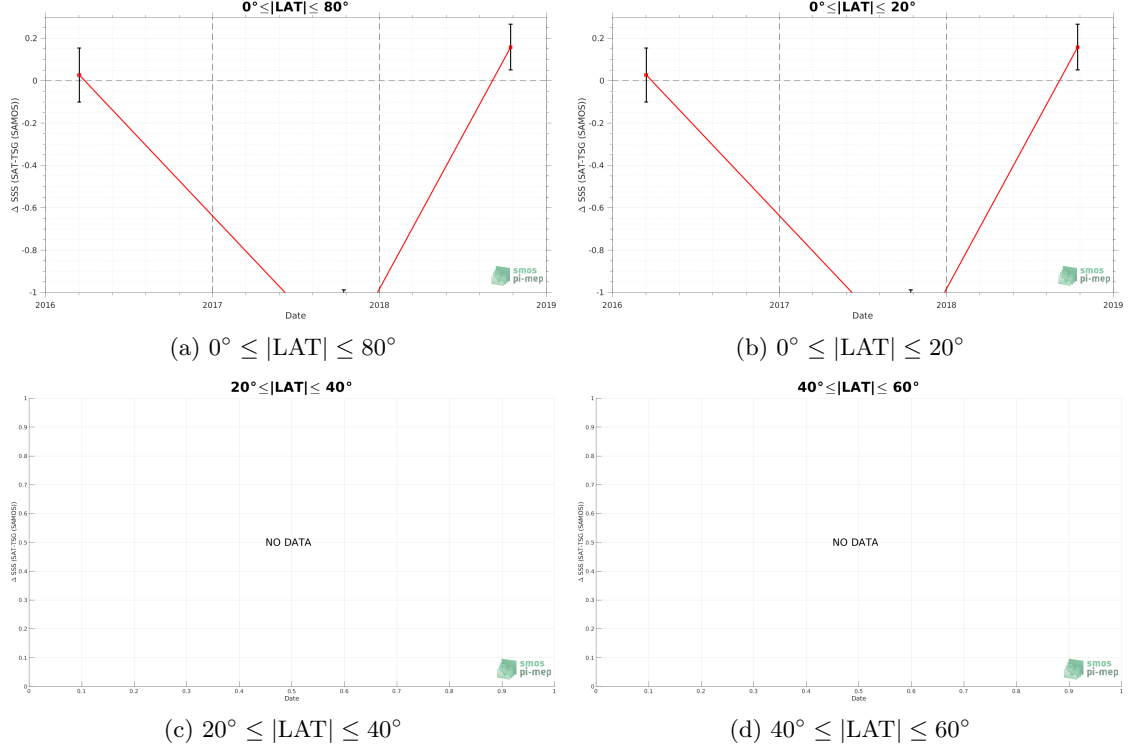 0°≤|LAT|≤ 80°
0.2
0
-0.2
-0.4
-0.6
-0.8
-1
Δ SSS (SAT-TSG (SAMOS))
2016
2017
2018
2019
Date
smos
pi-mep
(a) 0° ≤ |LAT| ≤ 80°
0°≤|LAT|≤ 20°
0.2
0
-0.2
-0.4
-0.6
-0.8
-1
Δ SSS (SAT-TSG (SAMOS))
2016
2017
2018
2019
Date
smos
pi-mep
(b) 0° ≤ |LAT| ≤ 20°
20°≤|LAT|≤ 40°
1
0.9
0.8
0.7
0.6
0.5
0.4
0.3
0.2
0.1
0
Δ SSS (SAT-TSG (SAMOS))
NO DATA
0
0.1
0.2
0.3
0.4
0.5
0.6
0.7
0.8
0.9
1
Date
smos
pi-mep
(c) 20° ≤ |LAT| ≤ 40°
40°≤|LAT|≤ 60°
1
0.9
0.8
0.7
0.6
0.5
0.4
0.3
0.2
0.1
0
Δ SSS (SAT-TSG (SAMOS))
NO DATA
0
0.1
0.2
0.3
0.4
0.5
0.6
0.7
0.8
0.9
1
Date
smos
pi-mep
(d) 40° ≤ |LAT| ≤ 60°